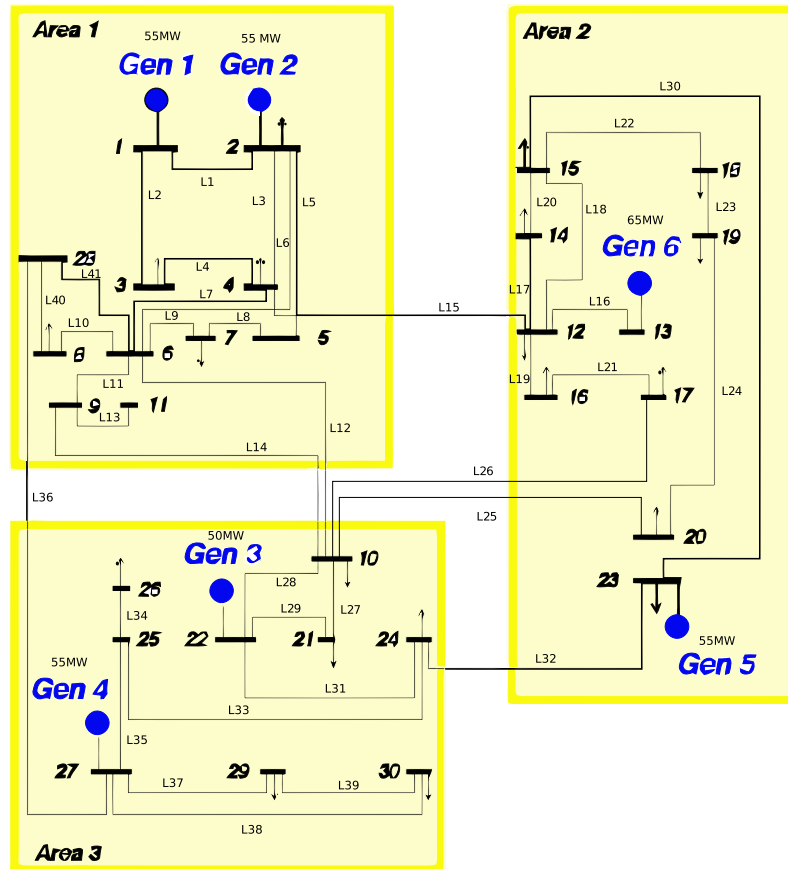 Area 1
55MW
55 MW
Gen 1
Gen 2
1
2
L1
L2
L3
L5
L6
L4
3
4
L7
28
L41
L40
L10
L9
L8
8
6
7
5
L11
9
11
L13
L14
L12
L15
Area 2
L30
L22
15
18
L20
L18
L23
14
65MW
Gen 6
19
L17
L16
12
13
L19
L21
16
17
L24
L26
L25
20
23
55MW
Gen 5
L36
50MW
Gen 3
10
L28
L27
26
L34
L29
25
22
21
24
L32
55MW
Gen 4
L31
L33
L35
27
29
30
L37
L39
L38
Area 3